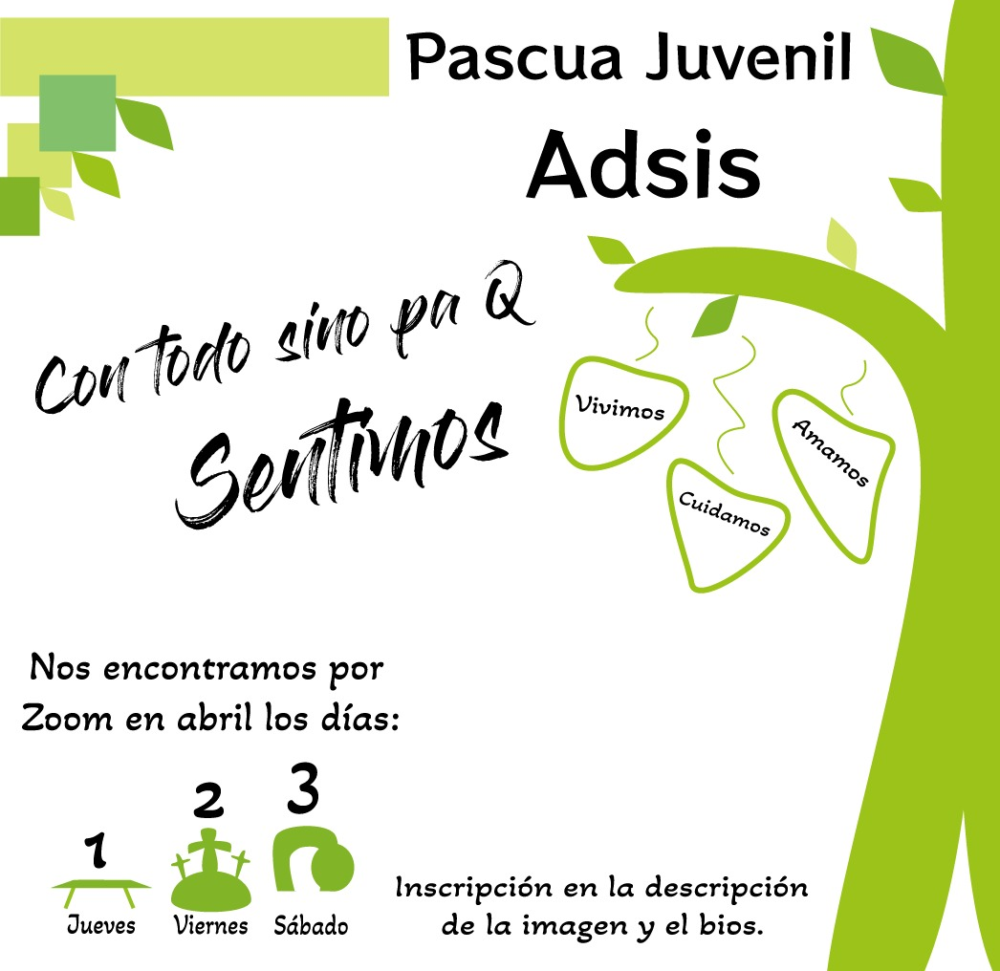 Pascua Juvenil
Adsis
Con todo sino pa Q
Sentimos
Vivimos
Cuidamos
Amamos
Nos encontramos por
Zoom en abril los días:
1 2 3
Jueves Viernes Sábado
Inscripción en la descripción
de la imagen y el bios.